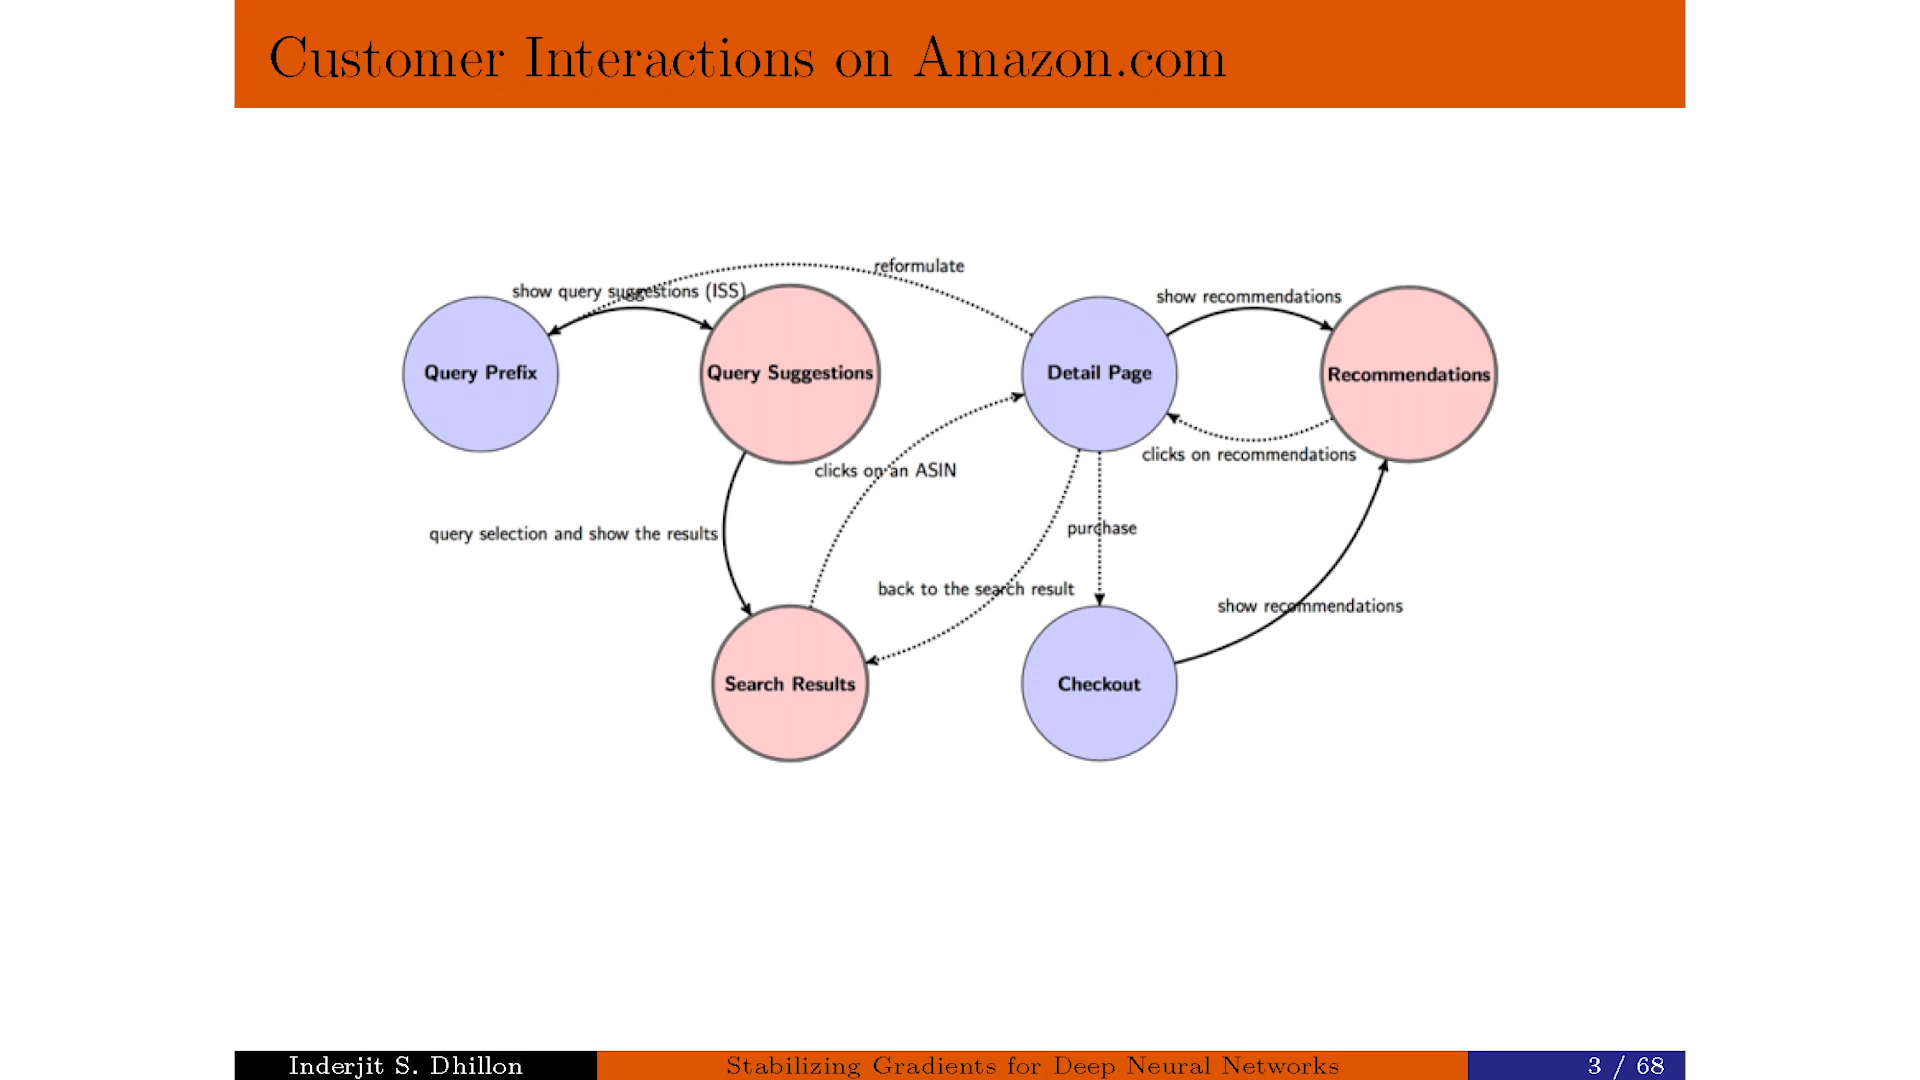 Customer Interactions on Amazon.com
reformulate
show query suggestions (ISS)
show recommendations
Query Prefix
Query Suggestions
Detail Page
Recommendations
clicks on an ASIN
clicks on recommendations
query selection and show the results
purchase
back to the search result
show recommendations
Search Results
Checkout
Inderjit S. Dhillon
Stabilizing Gradients for Deep Neural Networks
3 / 68